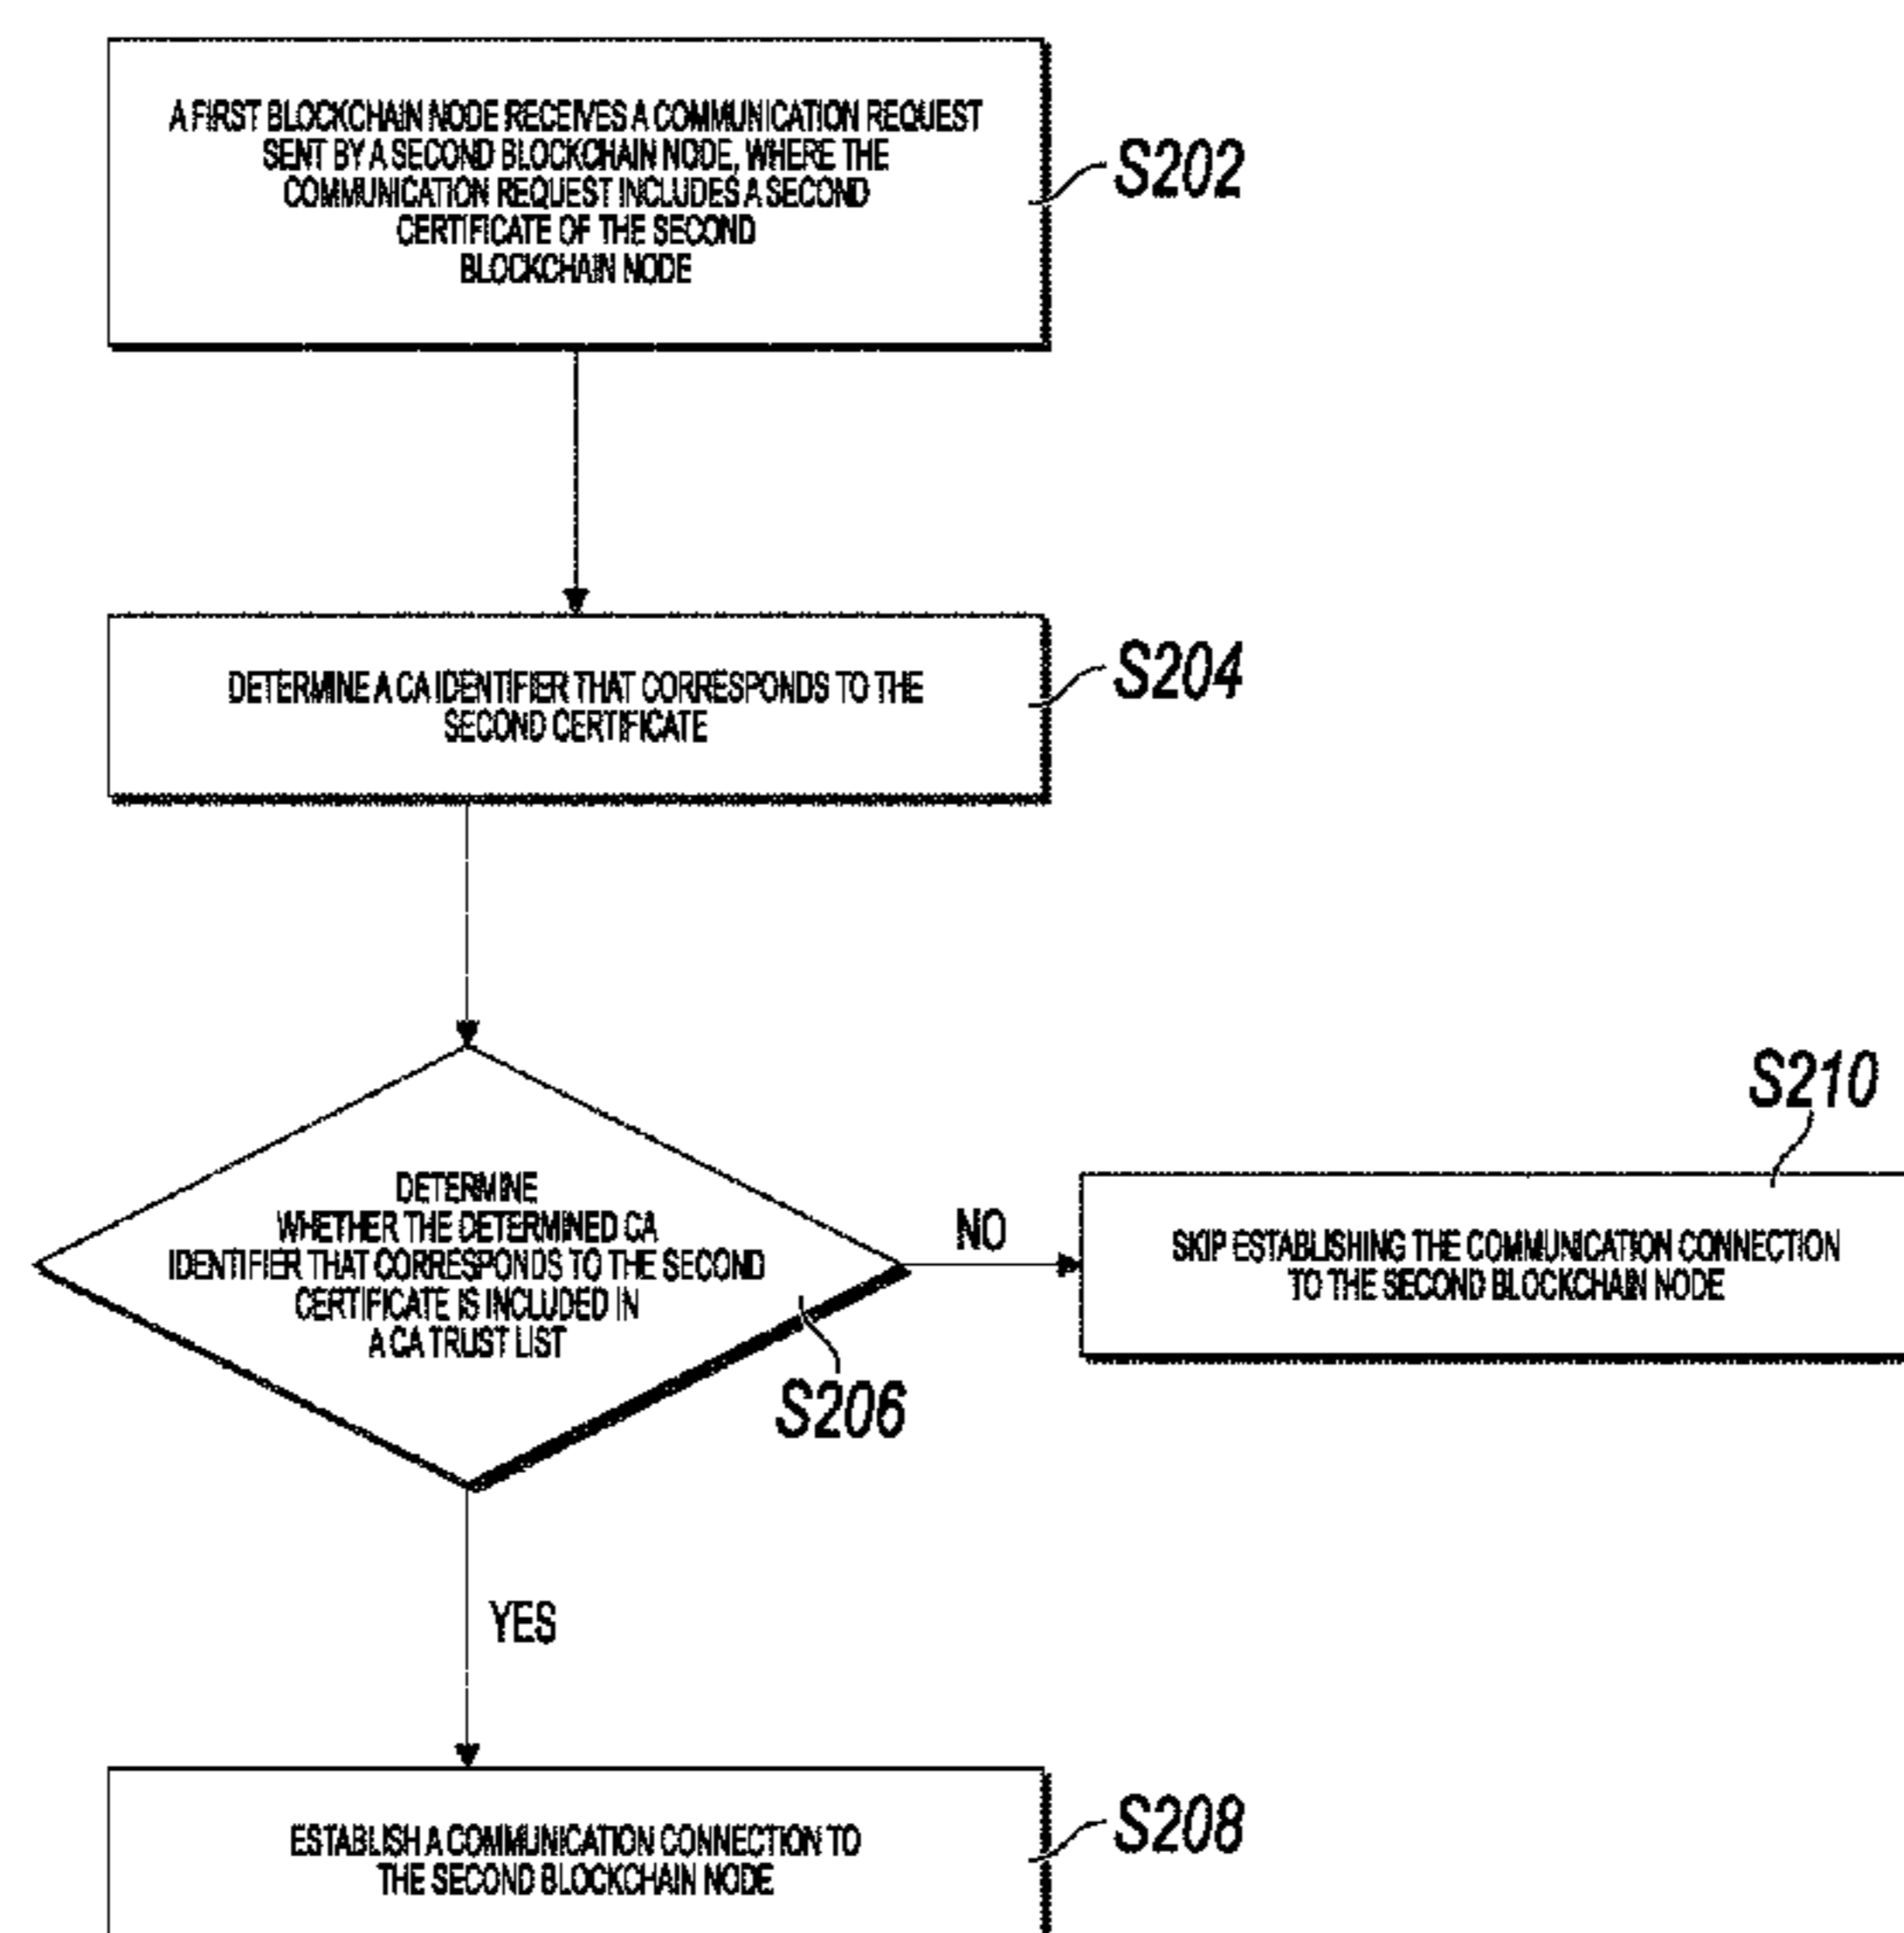 A FIRST BLOCKCHAIN NODE RECEIVES A COMMUNICATION REQUEST
SENT BY A SECOND BLOCKCHAIN NODE, WHERE THE
COMMUNICATION REQUEST INCLUDES A SECOND
CERTIFICATE OF THE SECOND
BLOCKCHAIN NODE
S202
DETERMINE A CA IDENTIFIER THAT CORRESPONDS TO THE
SECOND CERTIFICATE
S204
DETERMINE
WHETHER THE DETERMINED CA
IDENTIFIER THAT CORRESPONDS TO THE SECOND
CERTIFICATE IS INCLUDED IN
A CA TRUST LIST
S206
NO
S210
SKIP ESTABLISHING THE COMMUNICATION CONNECTION
TO THE SECOND BLOCKCHAIN NODE
YES
ESTABLISH A COMMUNICATION CONNECTION TO
THE SECOND BLOCKCHAIN NODE
S208